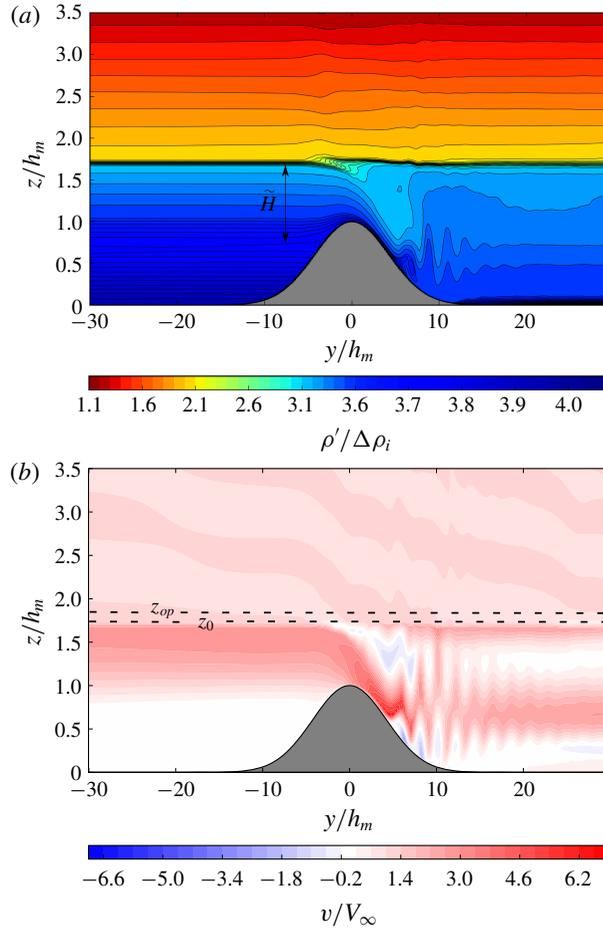 (a)
3.5
3.0
2.5
2.0
1.5
1.0
0.5
0
z/h_m
H̃
−30 −20 −10 0 10 20
y/h_m
1.1 1.6 2.1 2.6 3.1 3.6 3.7 3.8 3.9 4.0
ρ′/Δρ_i
(b)
3.5
3.0
2.5
2.0
1.5
1.0
0.5
0
z/h_m
z_op
z_0
−30 −20 −10 0 10 20
y/h_m
−6.6 −5.0 −3.4 −1.8 −0.2 1.4 3.0 4.6 6.2
v/V_∞